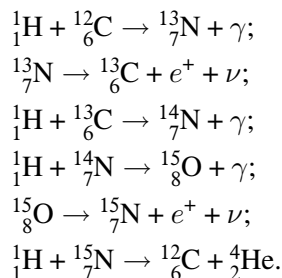 ¹₁H + ¹²₆C → ¹³₇N + γ;
¹³₇N → ¹³₆C + e⁺ + ν;
¹₁H + ¹³₆C → ¹⁴₇N + γ;
¹₁H + ¹⁴₇N → ¹⁵₈O + γ;
¹⁵₈O → ¹⁵₇N + e⁺ + ν;
¹₁H + ¹⁵₇N → ¹²₆C + ⁴₂He.